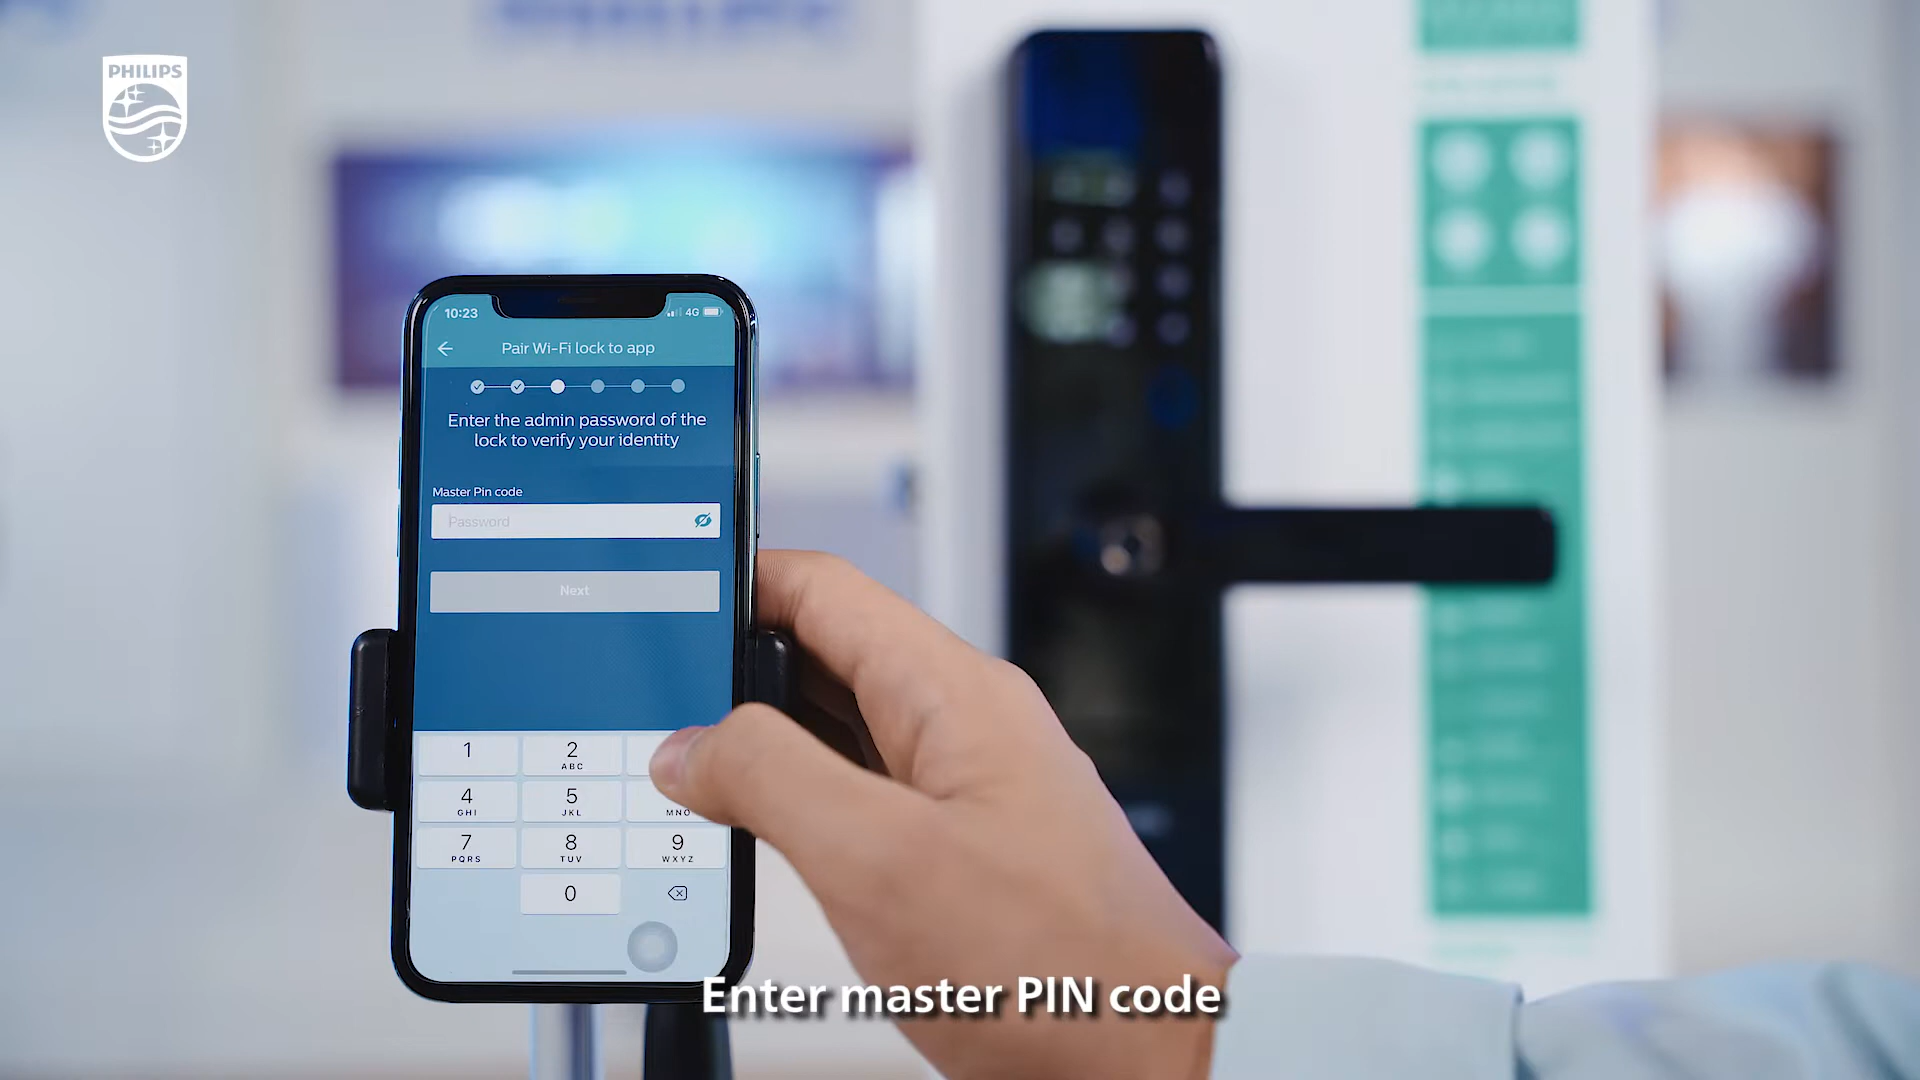 PHILIPS
10:23
4G
Pair Wi-Fi lock to app
Enter the admin password of the
lock to verify your identity
Master Pin code
Password
Next
1
2
ABC
4
GHI
5
JKL
MNO
7
PQRS
8
TUV
9
WXYZ
0
Enter master PIN code